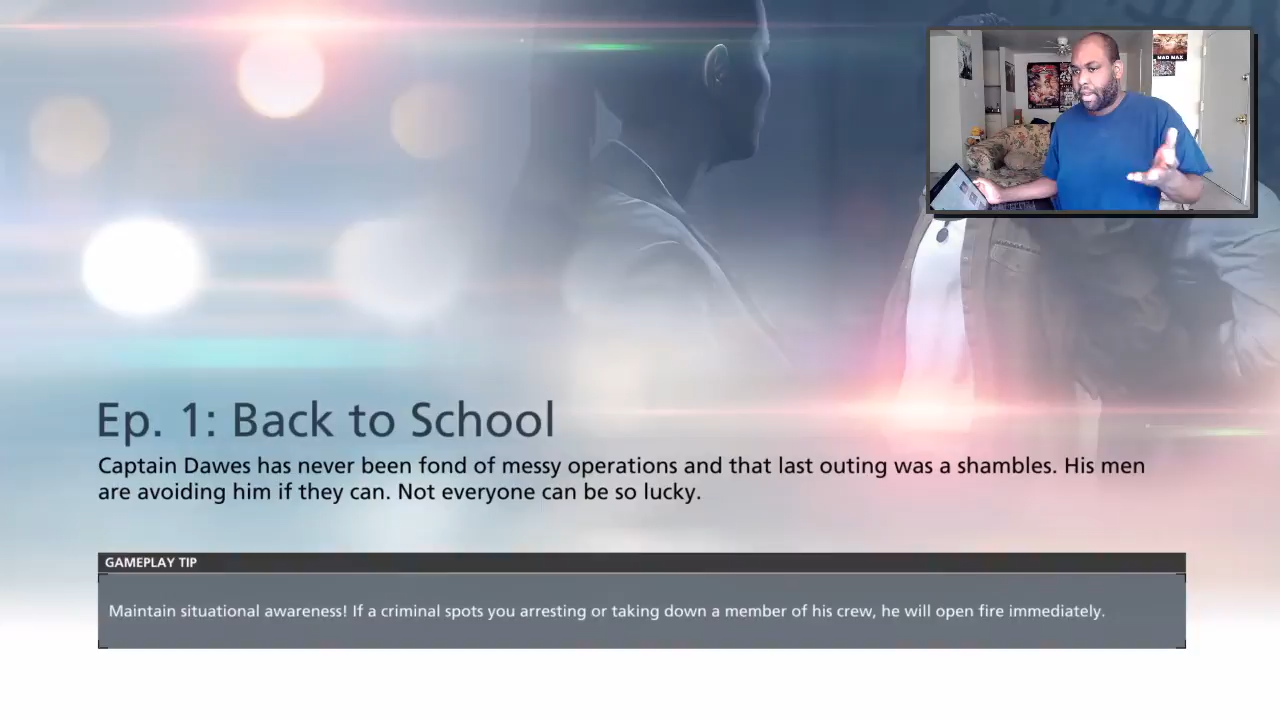 MAD MAX
Ep. 1: Back to School
Captain Dawes has never been fond of messy operations and that last outing was a shambles. His men
are avoiding him if they can. Not everyone can be so lucky.
GAMEPLAY TIP
Maintain situational awareness! If a criminal spots you arresting or taking down a member of his crew, he will open fire immediately.